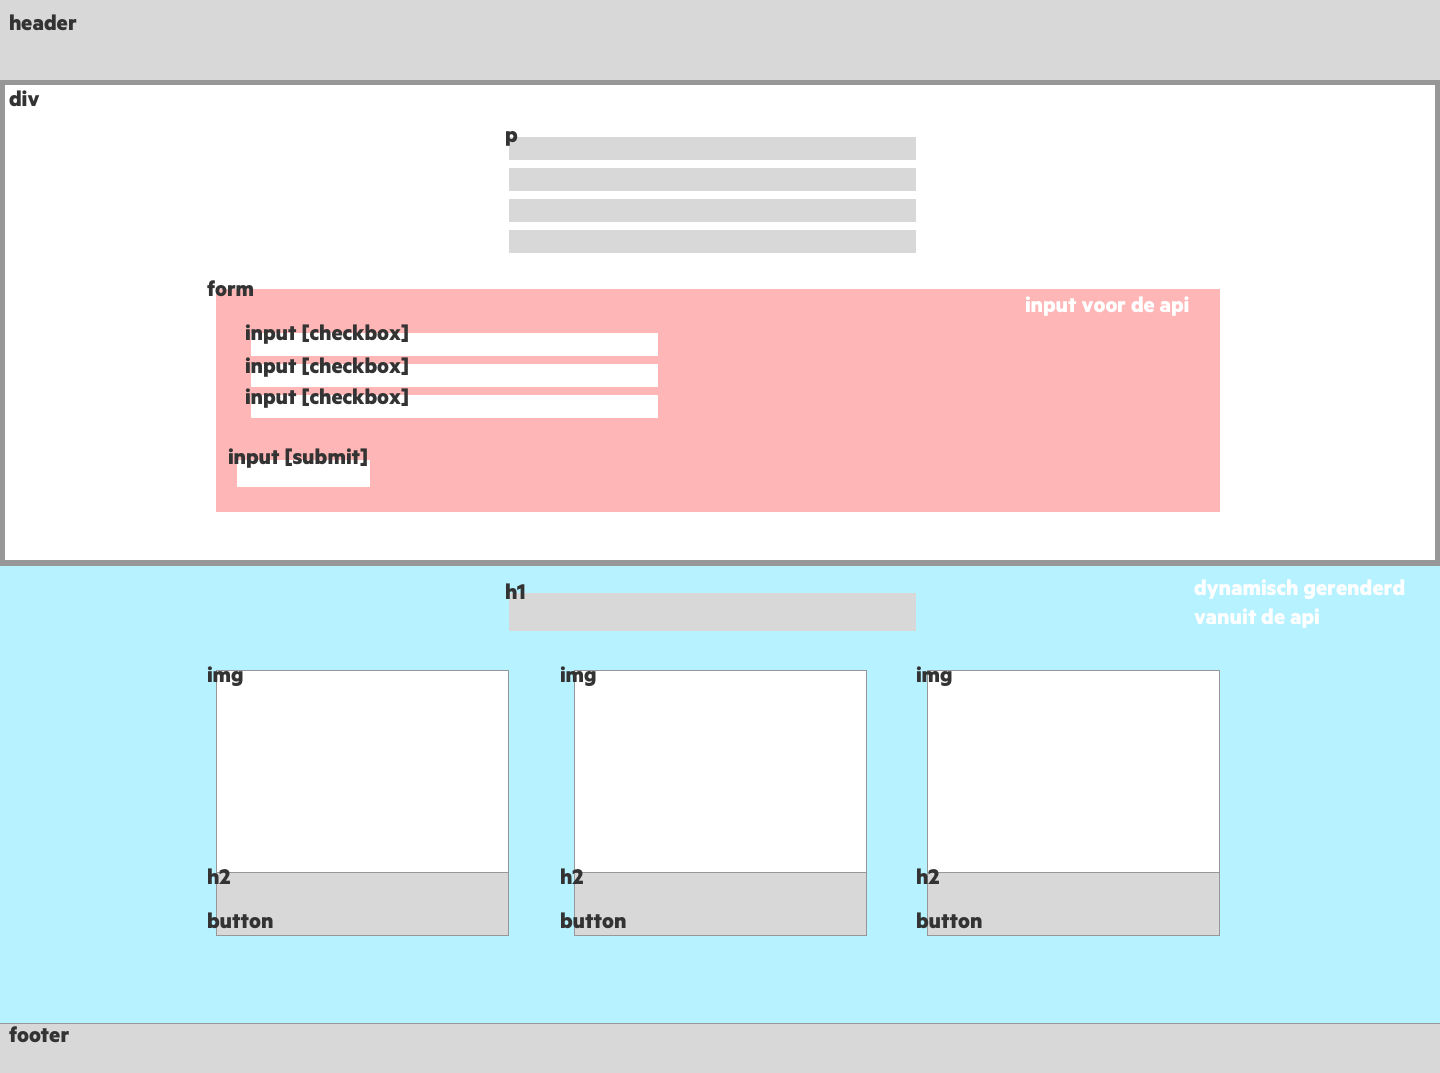 header
div
p
form
input voor de api
input [checkbox]
input [checkbox]
input [checkbox]
input [submit]
h1
dynamisch gerenderd
vanuit de api
img
img
img
h2
h2
h2
button
button
button
footer